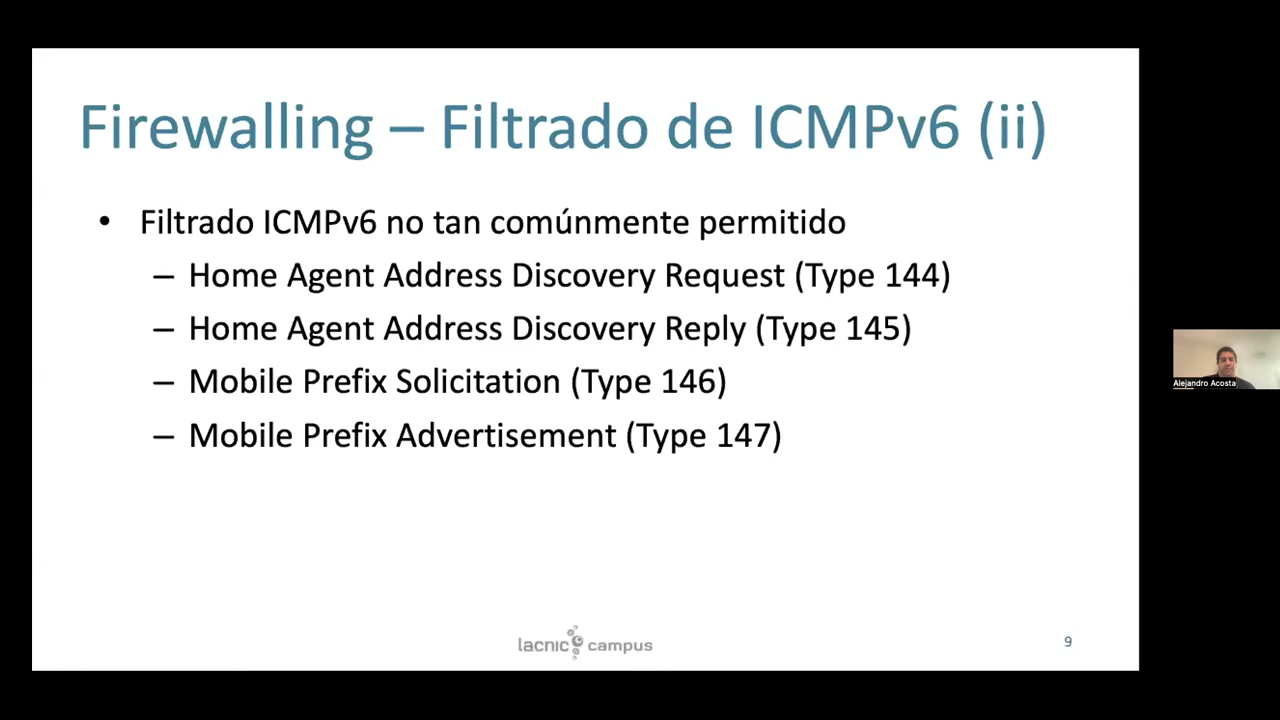 Firewalling – Filtrado de ICMPv6 (ii)
• Filtrado ICMPv6 no tan comúnmente permitido
– Home Agent Address Discovery Request (Type 144)
– Home Agent Address Discovery Reply (Type 145)
– Mobile Prefix Solicitation (Type 146)
– Mobile Prefix Advertisement (Type 147)
Alejandro Acosta
lacnic campus
9